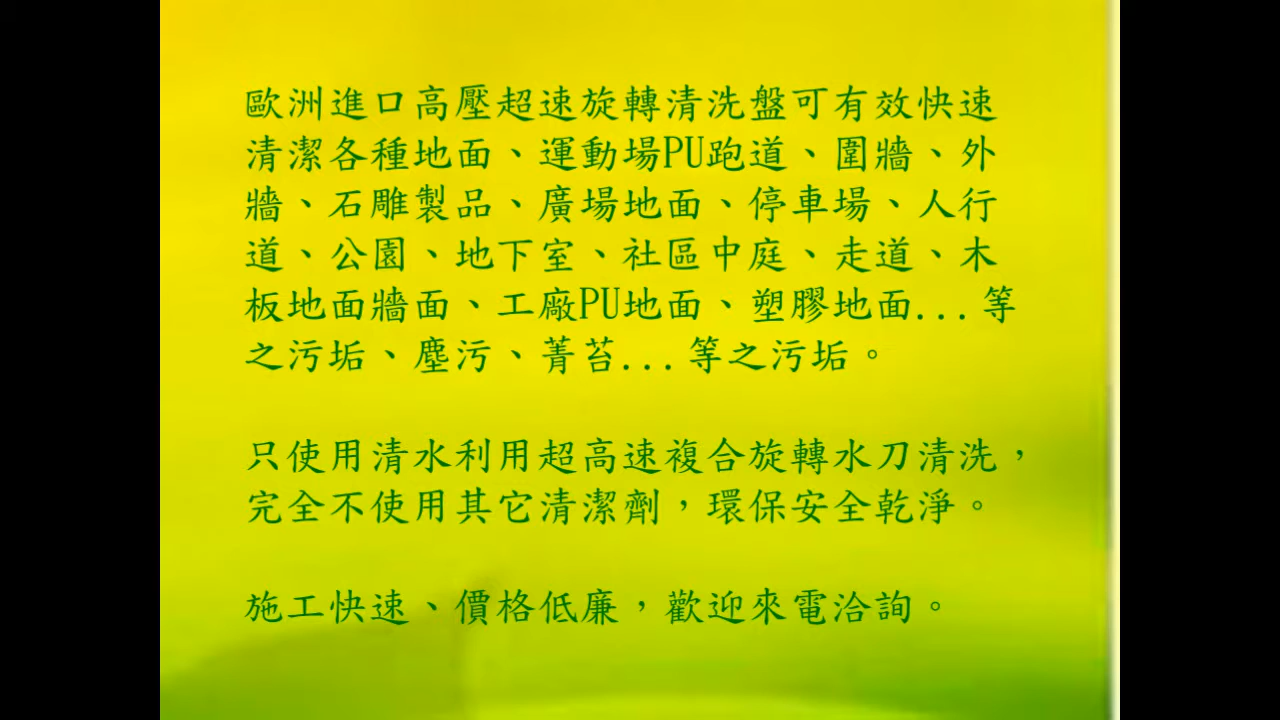 歐洲進口高壓超速旋轉清洗盤可有效快速
清潔各種地面、運動場PU跑道、圍牆、外
牆、石雕製品、廣場地面、停車場、人行
道、公園、地下室、社區中庭、走道、木
板地面牆面、工廠PU地面、塑膠地面...等
之污垢、塵污、菁苔...等之污垢。
只使用清水利用超高速複合旋轉水刀清洗，
完全不使用其它清潔劑，環保安全乾淨。
施工快速、價格低廉，歡迎來電洽詢。